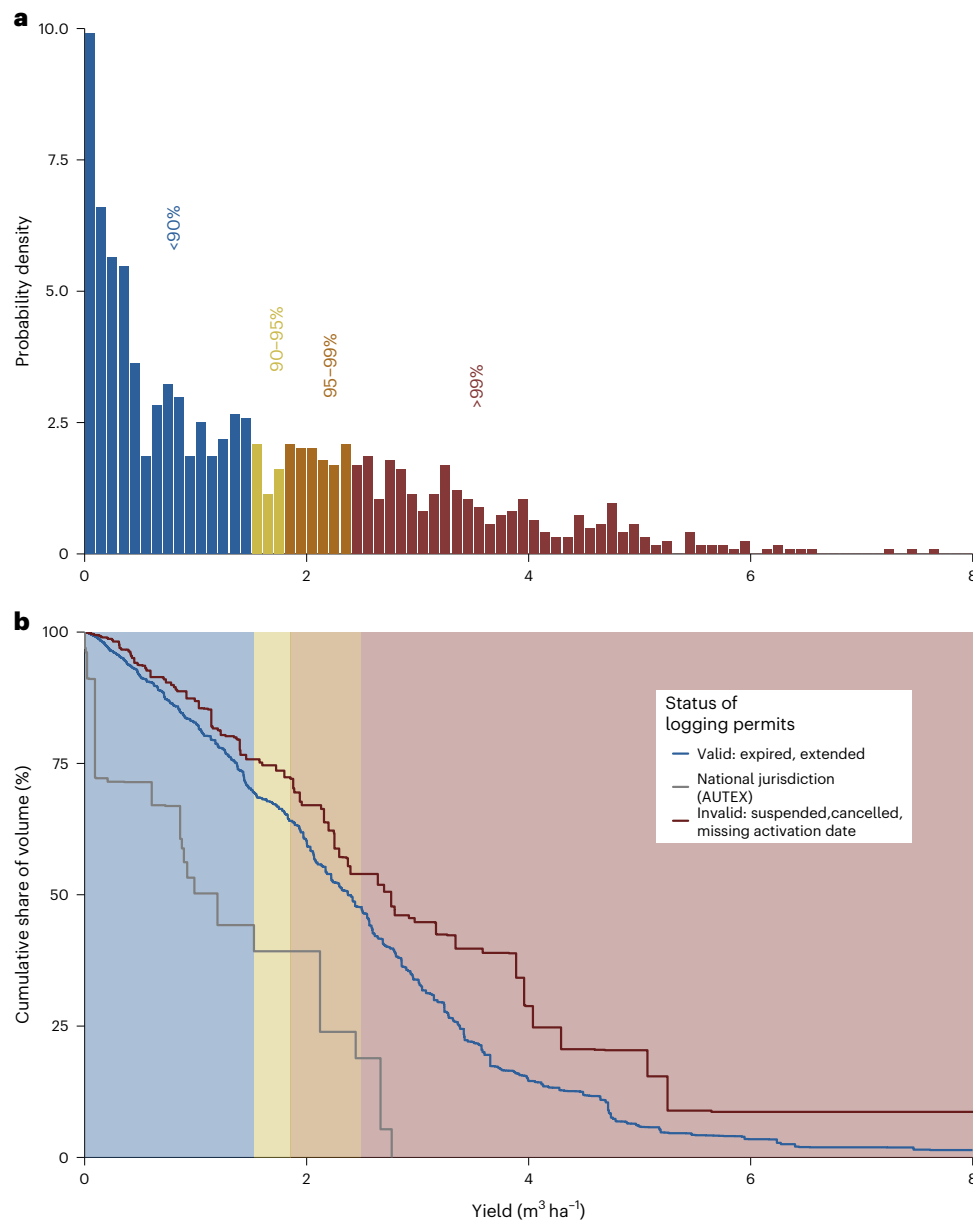 a
10.0
7.5
5.0
2.5
0
Probability density
<90%
90–95%
95–99%
>99%
0
2
4
6
8
b
100
75
50
25
0
Cumulative share of volume (%)
Status of
logging permits
Valid: expired, extended
National jurisdiction
(AUTEX)
Invalid: suspended,cancelled,
missing activation date
0
2
4
6
8
Yield (m³ ha⁻¹)